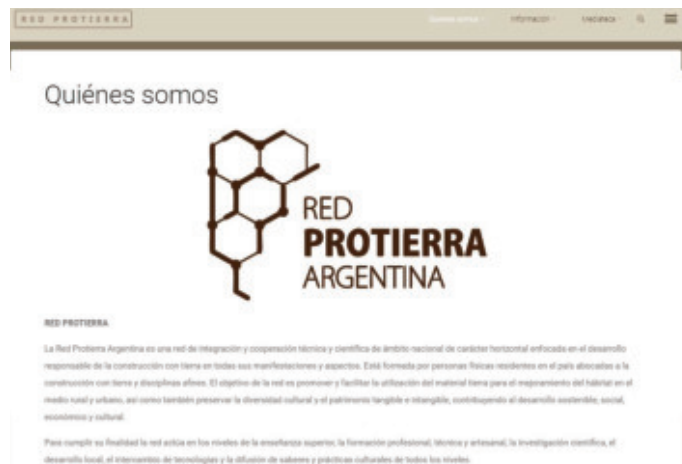 RED PROTIERRA
Quiénes somos
Información
Mediateca
Quiénes somos
RED
PROTIERRA
ARGENTINA
RED PROTIERRA
La Red Protierra Argentina es una red de integración y cooperación técnica y científica de ámbito nacional de carácter horizontal enfocada en el desarrollo
responsable de la construcción con tierra en todas sus manifestaciones y aspectos. Está formada por personas físicas residentes en el país abocadas a la
construcción con tierra y disciplinas afines. El objetivo de la red es promover y facilitar la utilización del material tierra para el mejoramiento del hábitat en el
medio rural y urbano, así como también preservar la diversidad cultural y el patrimonio tangible e intangible, contribuyendo al desarrollo sostenible, social,
económico y cultural.
Para cumplir su finalidad la red actúa en los niveles de la enseñanza superior, la formación profesional, técnica y artesanal, la investigación científica, el
desarrollo local, el intercambio de tecnologías y la difusión de saberes y prácticas culturales de todos los niveles.